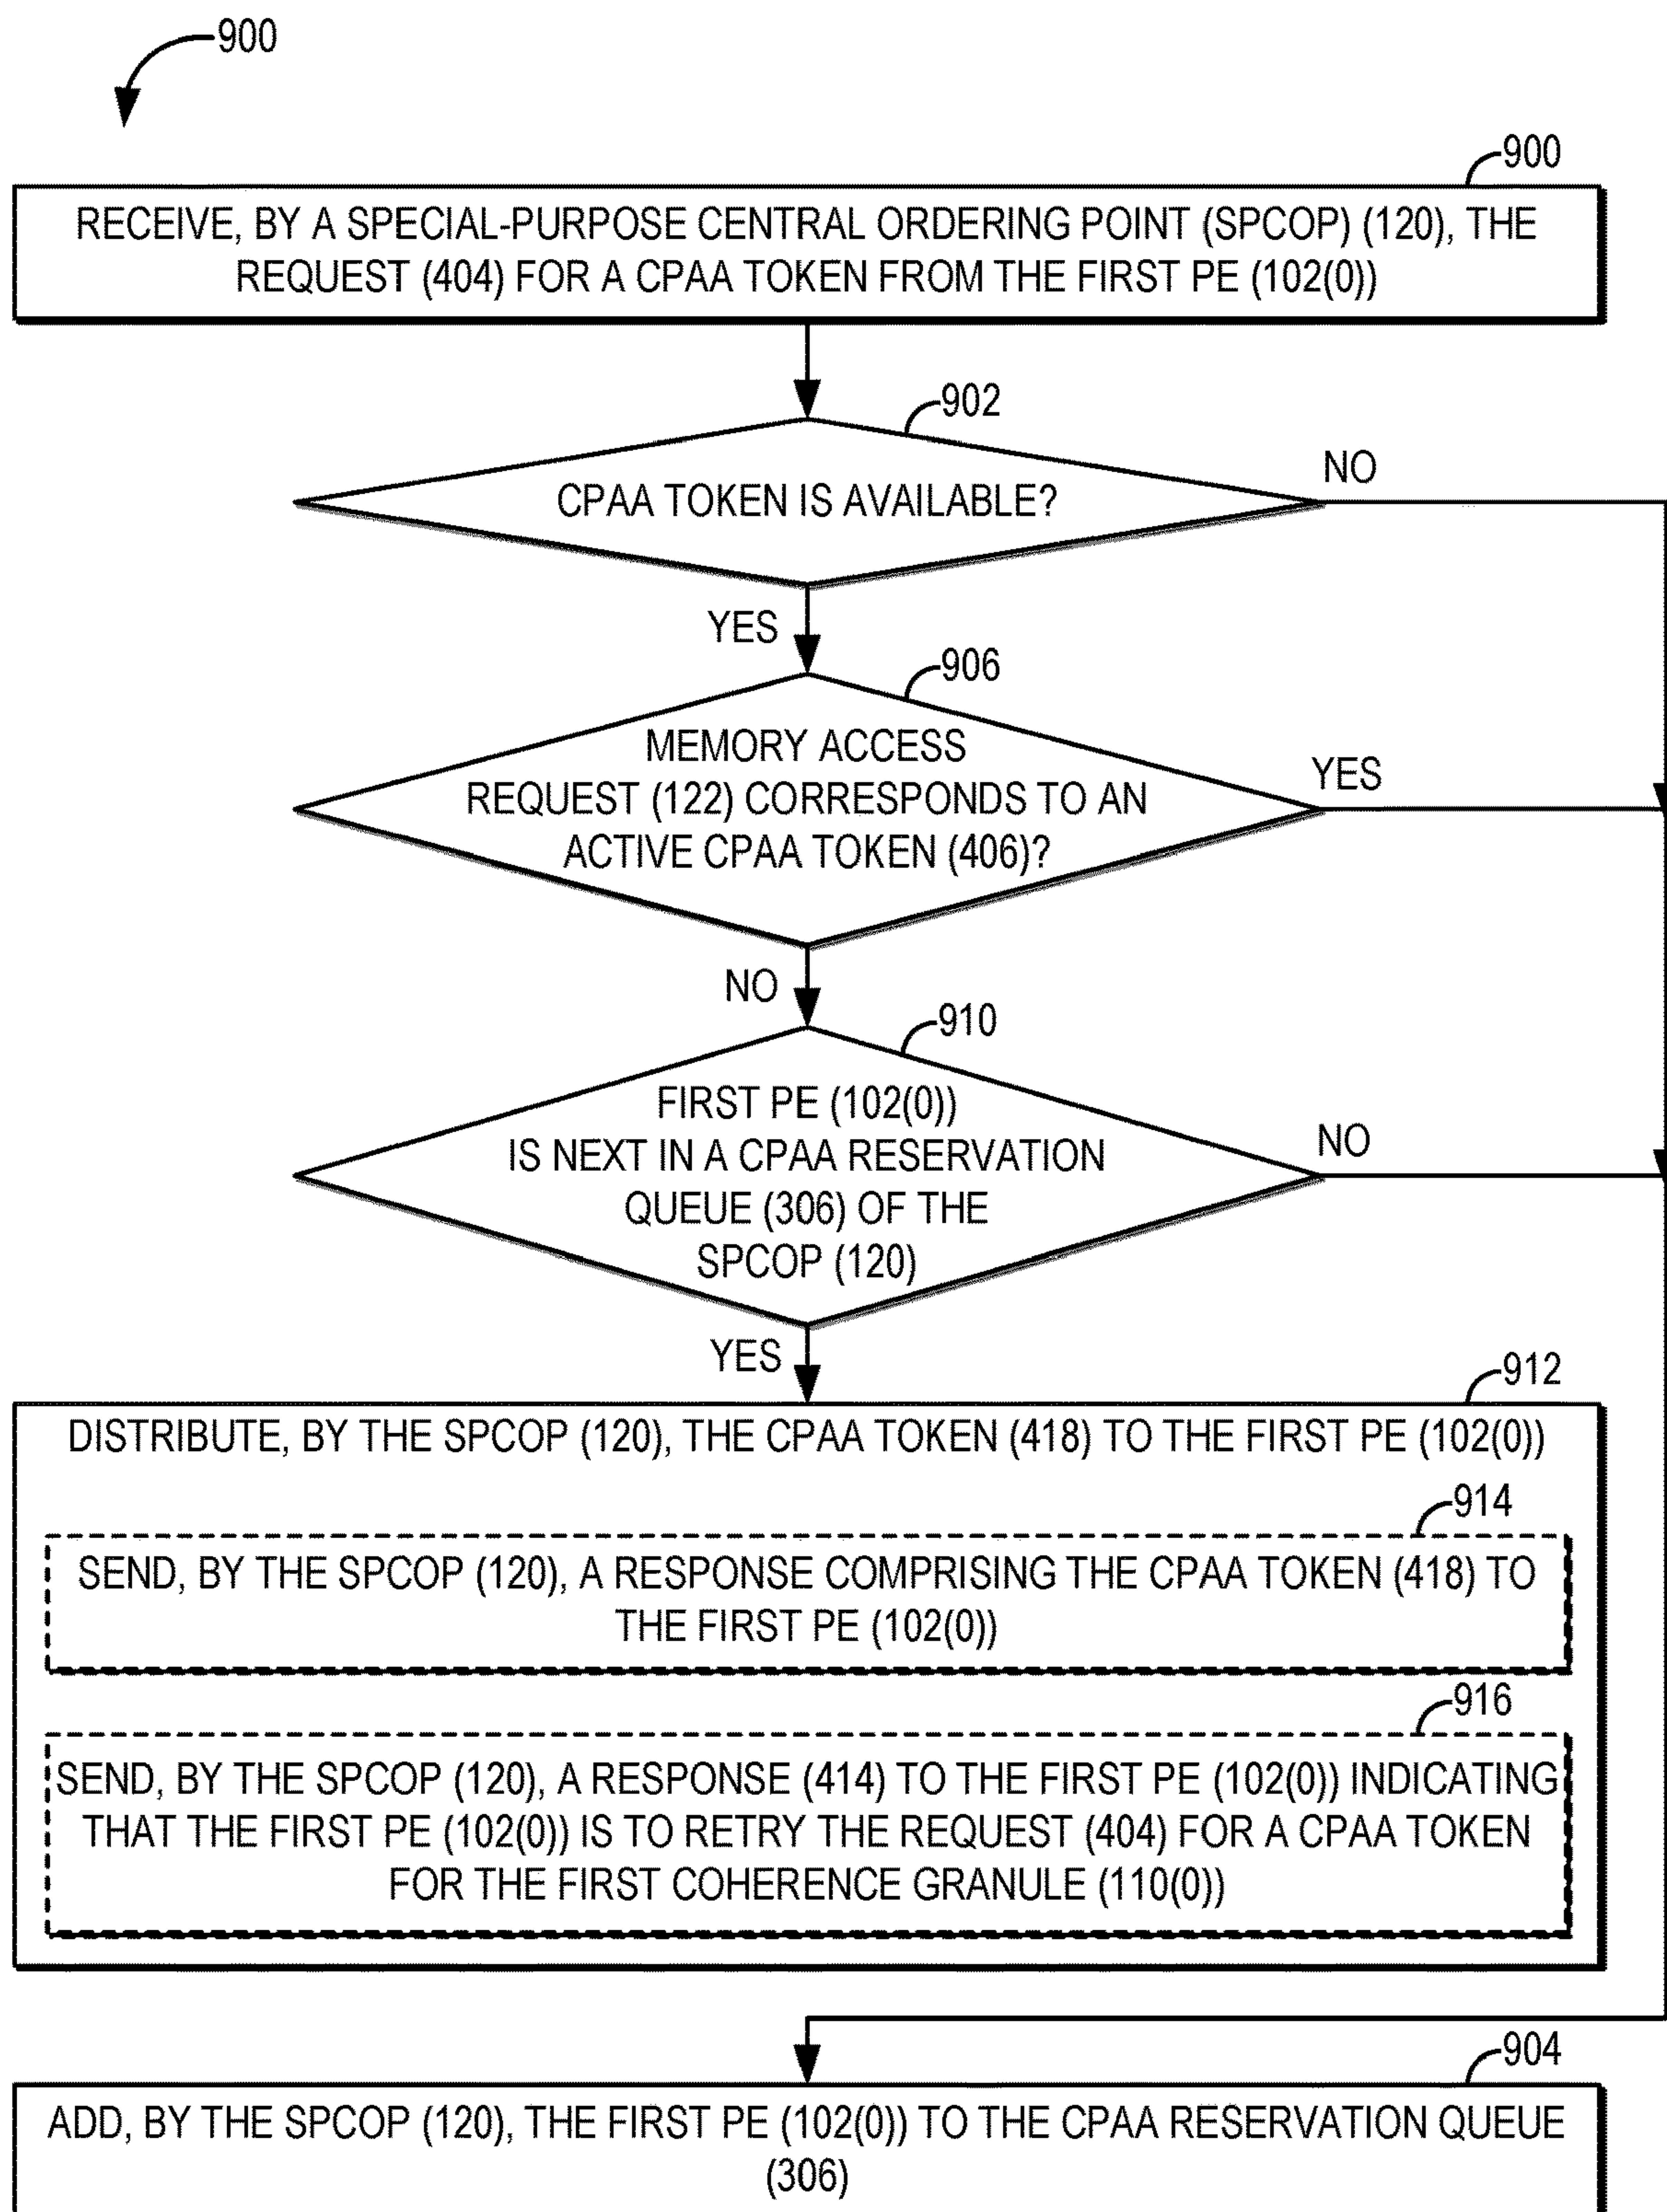 900
900
RECEIVE, BY A SPECIAL-PURPOSE CENTRAL ORDERING POINT (SPCOP) (120), THE
REQUEST (404) FOR A CPAA TOKEN FROM THE FIRST PE (102(0))
902
CPAA TOKEN IS AVAILABLE?
NO
YES
906
MEMORY ACCESS
REQUEST (122) CORRESPONDS TO AN
ACTIVE CPAA TOKEN (406)?
YES
NO
910
FIRST PE (102(0))
IS NEXT IN A CPAA RESERVATION
QUEUE (306) OF THE
SPCOP (120)
NO
YES
912
DISTRIBUTE, BY THE SPCOP (120), THE CPAA TOKEN (418) TO THE FIRST PE (102(0))
914
SEND, BY THE SPCOP (120), A RESPONSE COMPRISING THE CPAA TOKEN (418) TO
THE FIRST PE (102(0))
916
SEND, BY THE SPCOP (120), A RESPONSE (414) TO THE FIRST PE (102(0)) INDICATING
THAT THE FIRST PE (102(0)) IS TO RETRY THE REQUEST (404) FOR A CPAA TOKEN
FOR THE FIRST COHERENCE GRANULE (110(0))
904
ADD, BY THE SPCOP (120), THE FIRST PE (102(0)) TO THE CPAA RESERVATION QUEUE
(306)